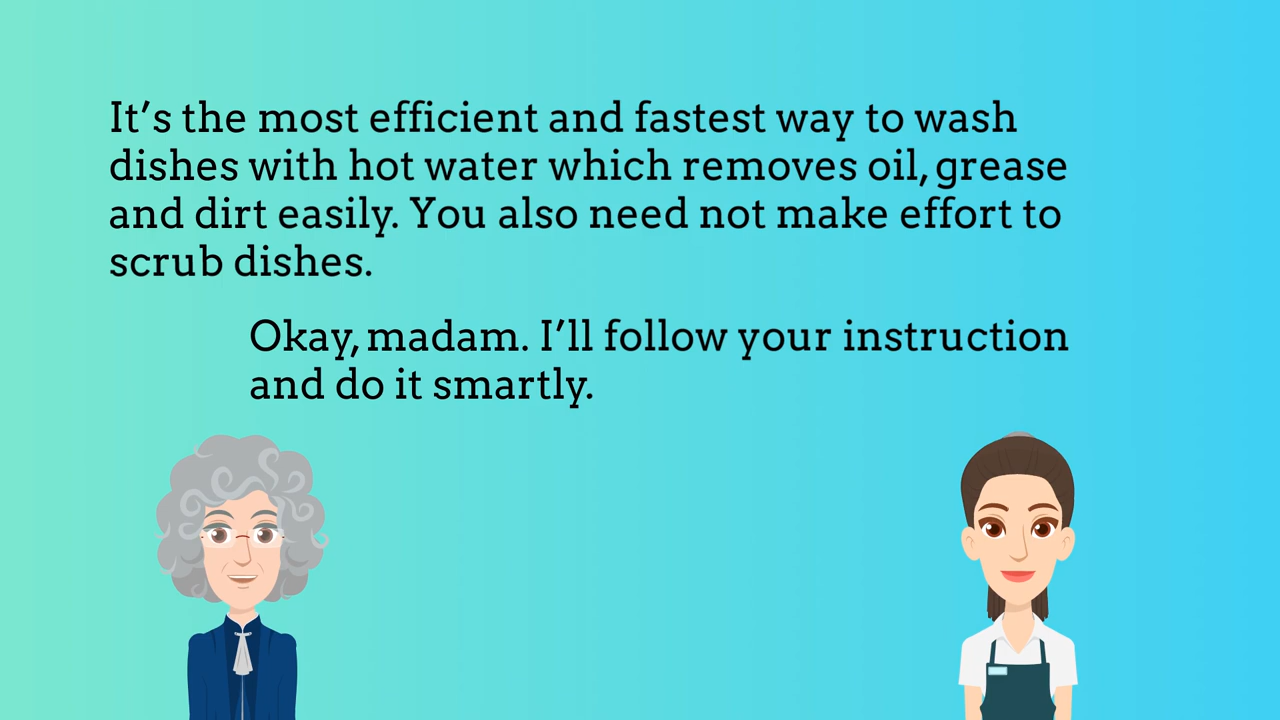 It’s the most efficient and fastest way to wash
dishes with hot water which removes oil, grease
and dirt easily. You also need not make effort to
scrub dishes.
Okay, madam. I’ll follow your instruction
and do it smartly.